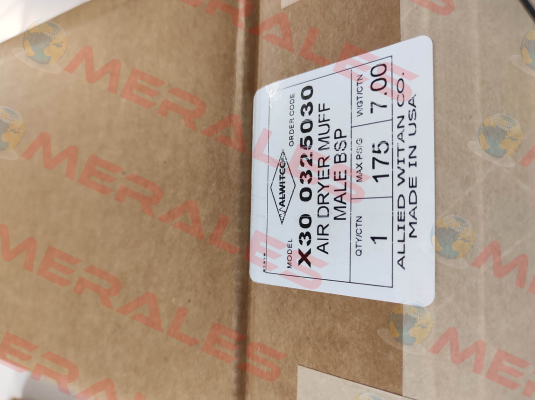 ALWITCO
MODEL ORDER CODE
X30 0325030
AIR DRYER MUFF
MALE BSP
QTY/CTN MAX PSIG WGT/CTN
1 175 7.00
ALLIED WITAN CO.
MADE IN USA
MERALES
MERALES
MERALES
MERALES